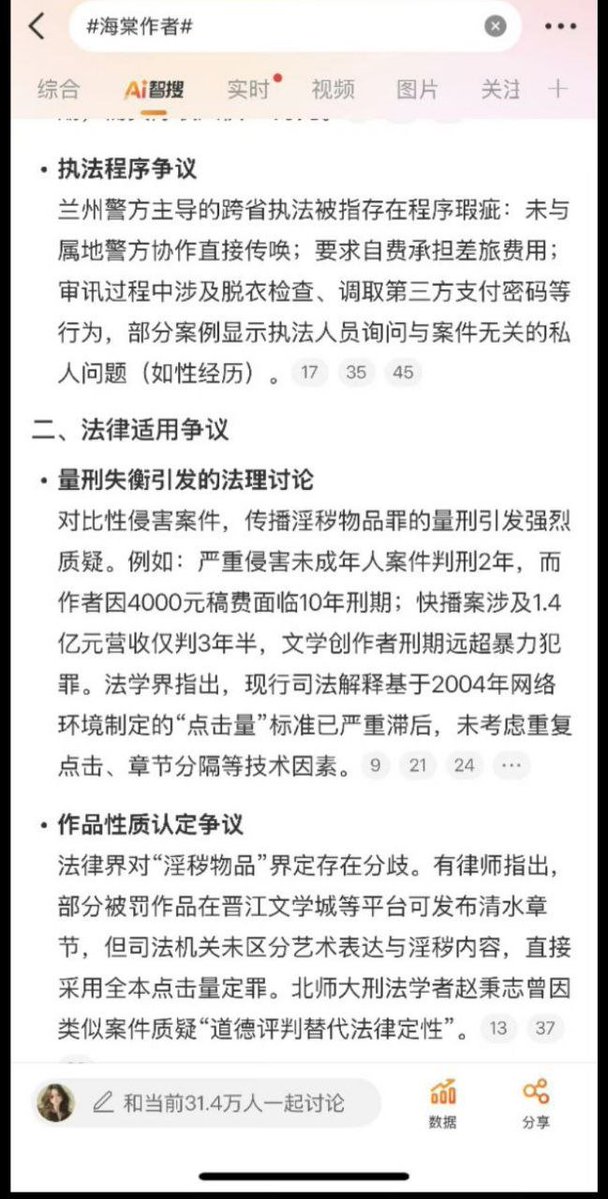 #海棠作者#
综合 Ai智搜 实时 视频 图片 关注
• 执法程序争议
兰州警方主导的跨省执法被指存在程序瑕疵：未与
属地警方协作直接传唤；要求自费承担差旅费用；
审讯过程中涉及脱衣检查、调取第三方支付密码等
行为，部分案例显示执法人员询问与案件无关的私
人问题（如性经历）。 17 35 45
二、法律适用争议
• 量刑失衡引发的法理讨论
对比性侵害案件，传播淫秽物品罪的量刑引发强烈
质疑。例如：严重侵害未成年人案件判刑2年，而
作者因4000元稿费面临10年刑期；快播案涉及1.4
亿元营收仅判3年半，文学创作者刑期远超暴力犯
罪。法学界指出，现行司法解释基于2004年网络
环境制定的“点击量”标准已严重滞后，未考虑重复
点击、章节分隔等技术因素。 9 21 24 ···
• 作品性质认定争议
法律界对“淫秽物品”界定存在分歧。有律师指出，
部分被罚作品在晋江文学城等平台可发布清水章
节，但司法机关未区分艺术表达与淫秽内容，直接
采用全本点击量定罪。北师大刑法学者赵秉志曾因
类似案件质疑“道德评判替代法律定性”。 13 37
和当前31.4万人一起讨论
数据 分享